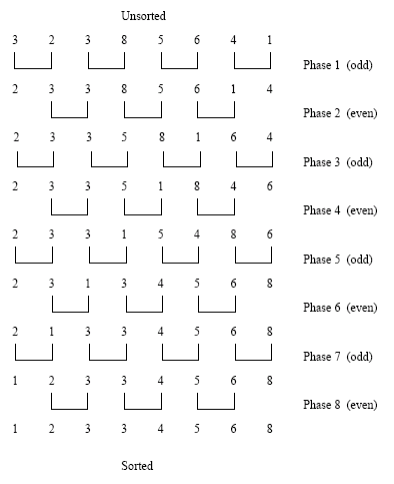 Unsorted
3 2 3 8 5 6 4 1
Phase 1 (odd)
2 3 3 8 5 6 1 4
Phase 2 (even)
2 3 3 5 8 1 6 4
Phase 3 (odd)
2 3 3 5 1 8 4 6
Phase 4 (even)
2 3 3 1 5 4 8 6
Phase 5 (odd)
2 3 1 3 4 5 6 8
Phase 6 (even)
2 1 3 3 4 5 6 8
Phase 7 (odd)
1 2 3 3 4 5 6 8
Phase 8 (even)
1 2 3 3 4 5 6 8
Sorted